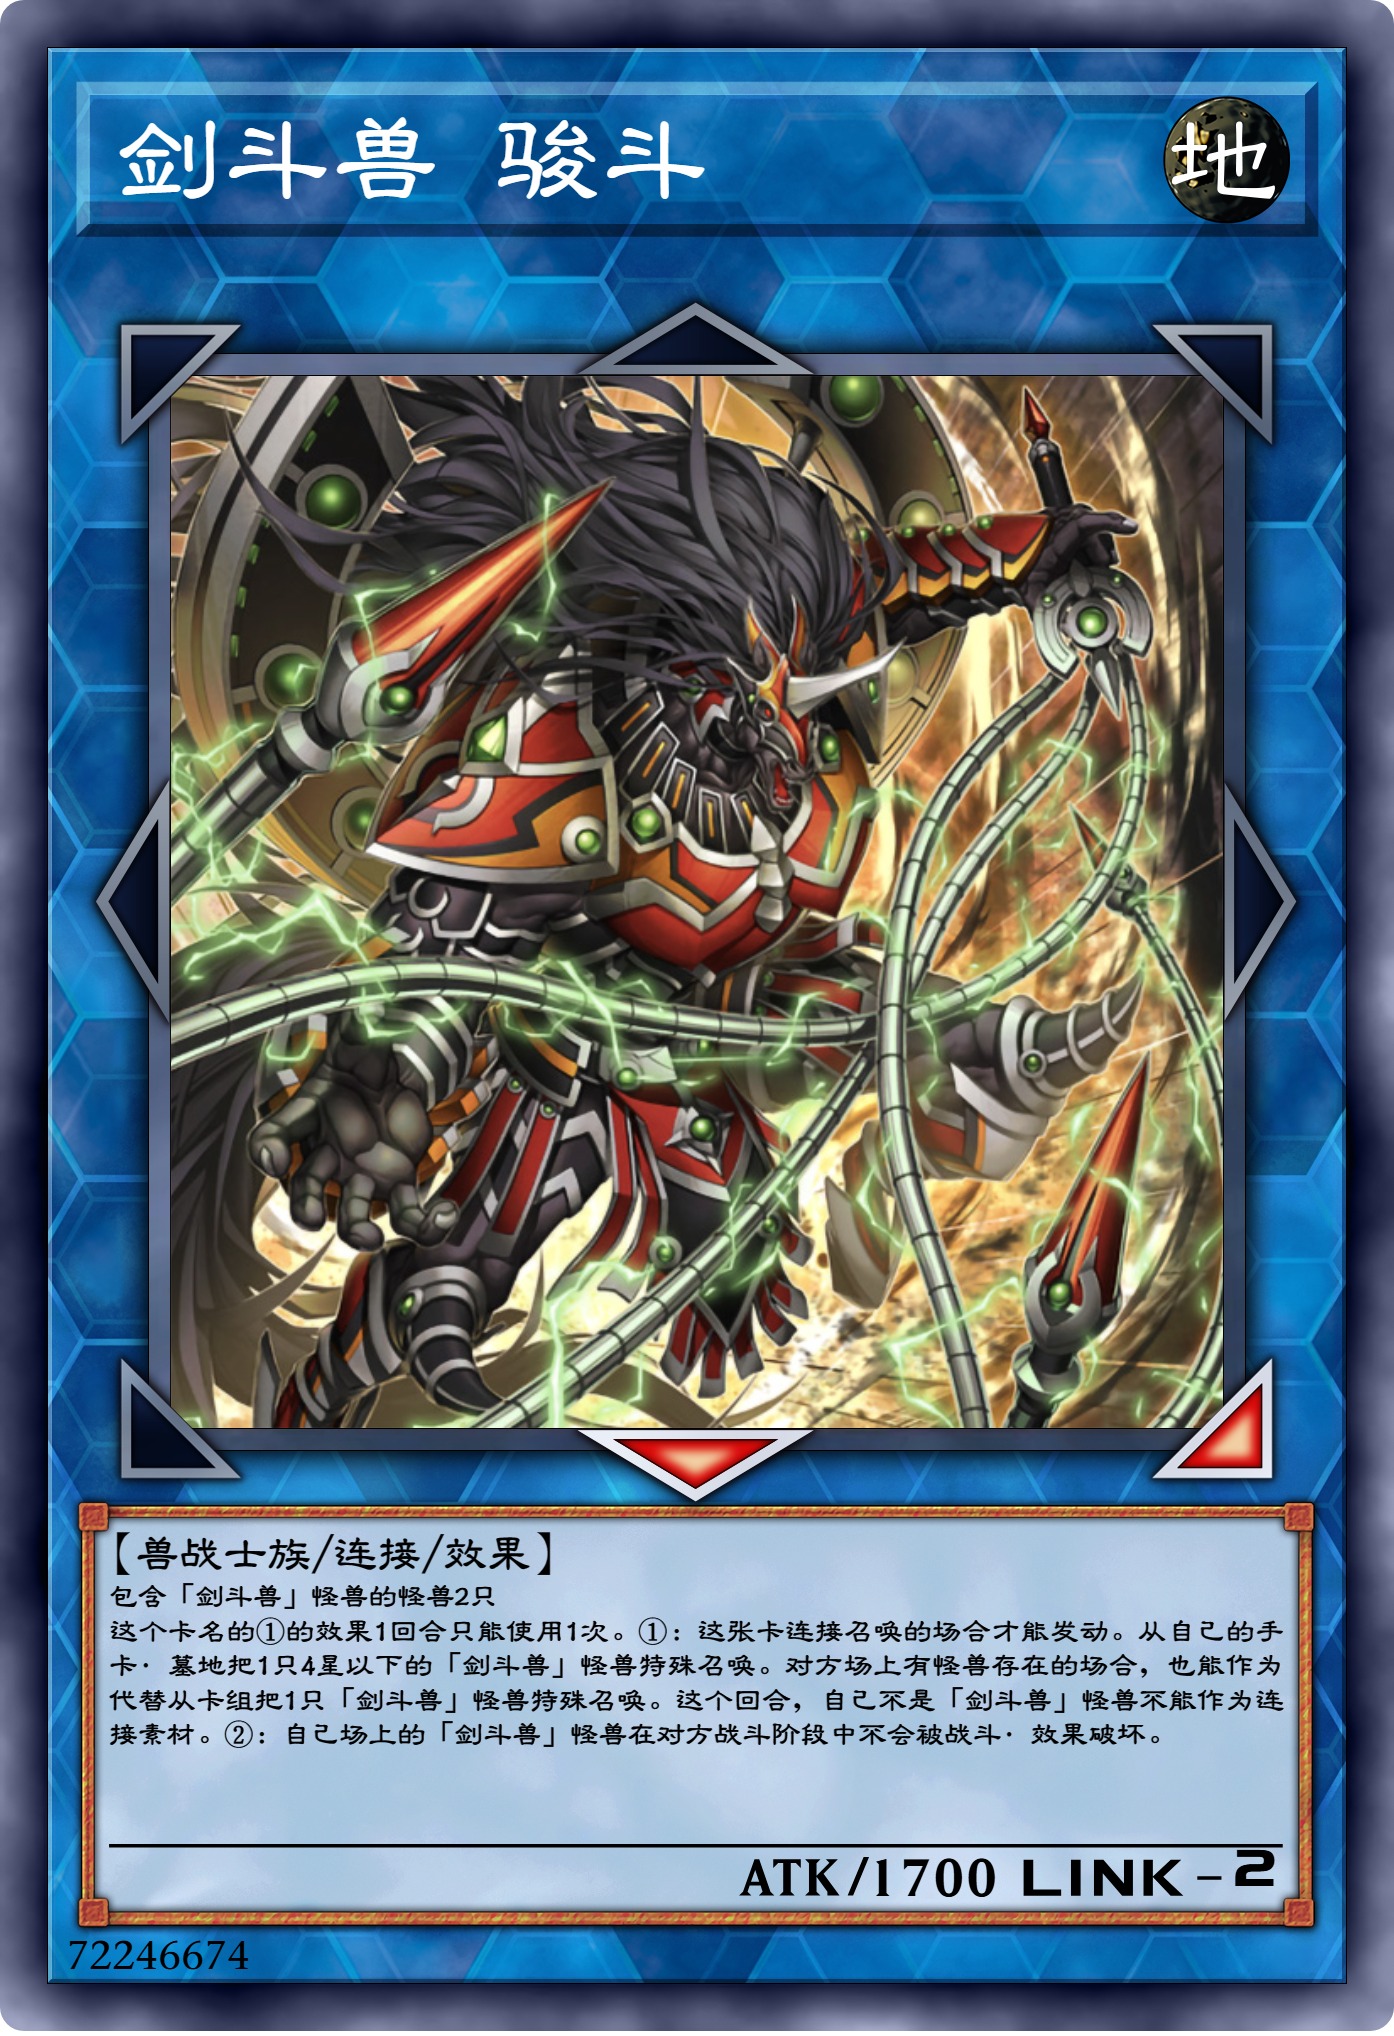 剑斗兽 骏斗
地
【兽战士族/连接/效果】
包含「剑斗兽」怪兽的怪兽2只
这个卡名的①的效果1回合只能使用1次。①：这张卡连接召唤的场合才能发动。从自己的手
卡·墓地把1只4星以下的「剑斗兽」怪兽特殊召唤。对方场上有怪兽存在的场合，也能作为
代替从卡组把1只「剑斗兽」怪兽特殊召唤。这个回合，自己不是「剑斗兽」怪兽不能作为连
接素材。②：自己场上的「剑斗兽」怪兽在对方战斗阶段中不会被战斗·效果破坏。
ATK/1700 LINK-2
72246674